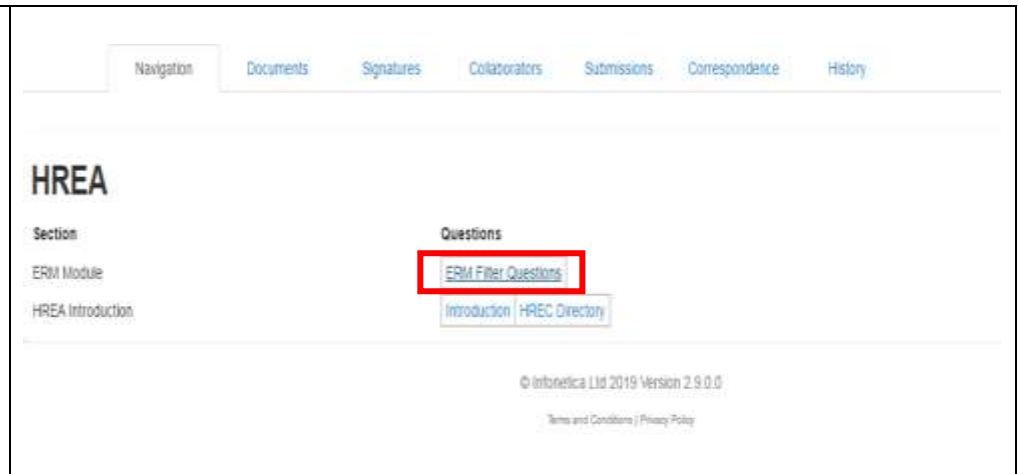 Navigation Documents Signatures Collaborators Submissions Correspondence History
HREA
Section Questions
ERM Module ERM Filter Questions
HREA Introduction Introduction HREC Directory
© Infonetica Ltd 2019 Version 2.9.0.0
Terms and Conditions | Privacy Policy